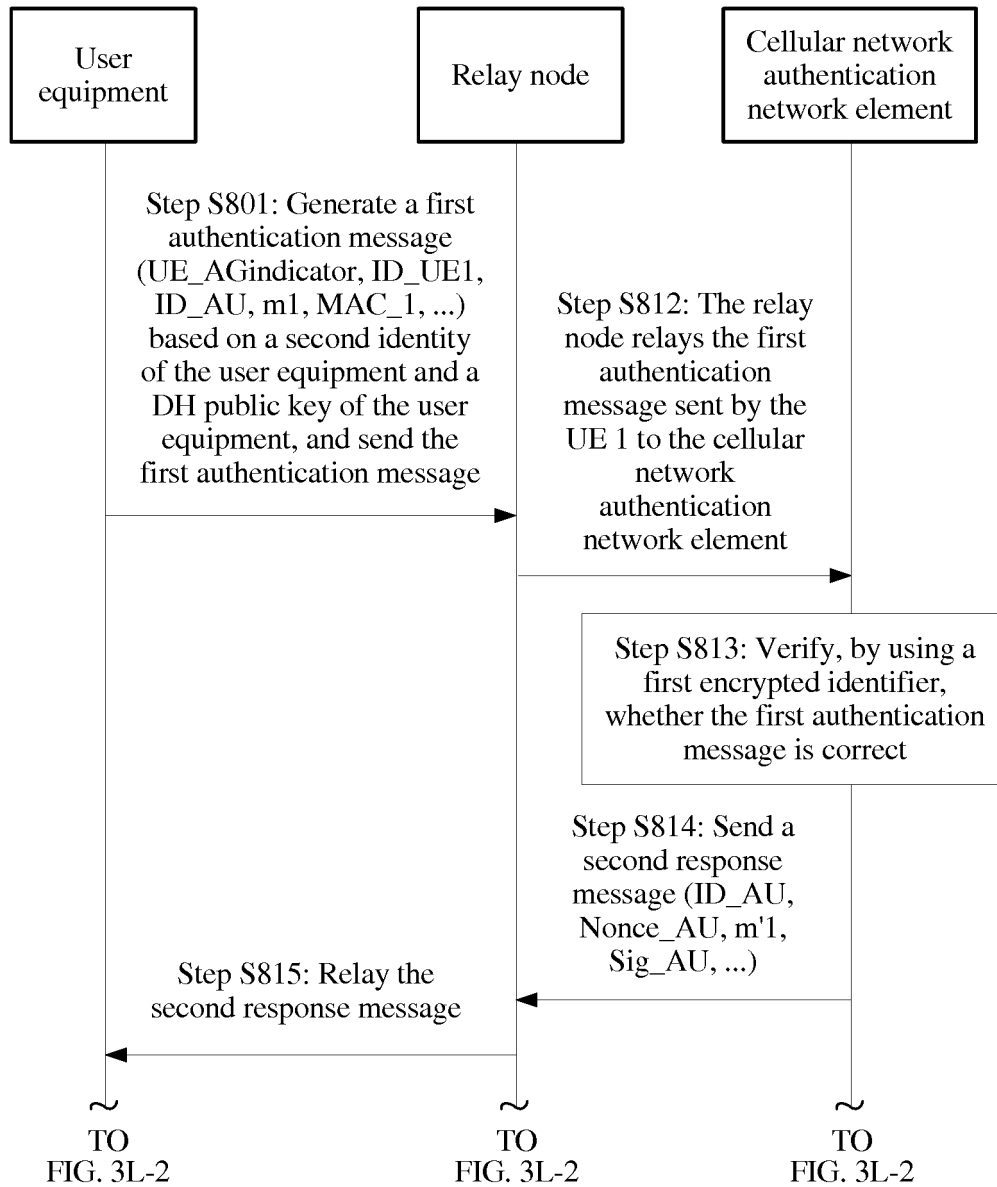 User
equipment
Relay node
Cellular network
authentication
network element
Step S801: Generate a first
authentication message
(UE_AGindicator, ID_UE1,
ID_AU, m1, MAC_1, ...)
based on a second identity
of the user equipment and a
DH public key of the user
equipment, and send the
first authentication message
Step S812: The relay
node relays the first
authentication
message sent by the
UE 1 to the cellular
network
authentication
network element
Step S813: Verify, by using a
first encrypted identifier,
whether the first authentication
message is correct
Step S814: Send a
second response
message (ID_AU,
Nonce_AU, m'1,
Sig_AU, ...)
Step S815: Relay the
second response message
TO
FIG. 3L-2
TO
FIG. 3L-2
TO
FIG. 3L-2